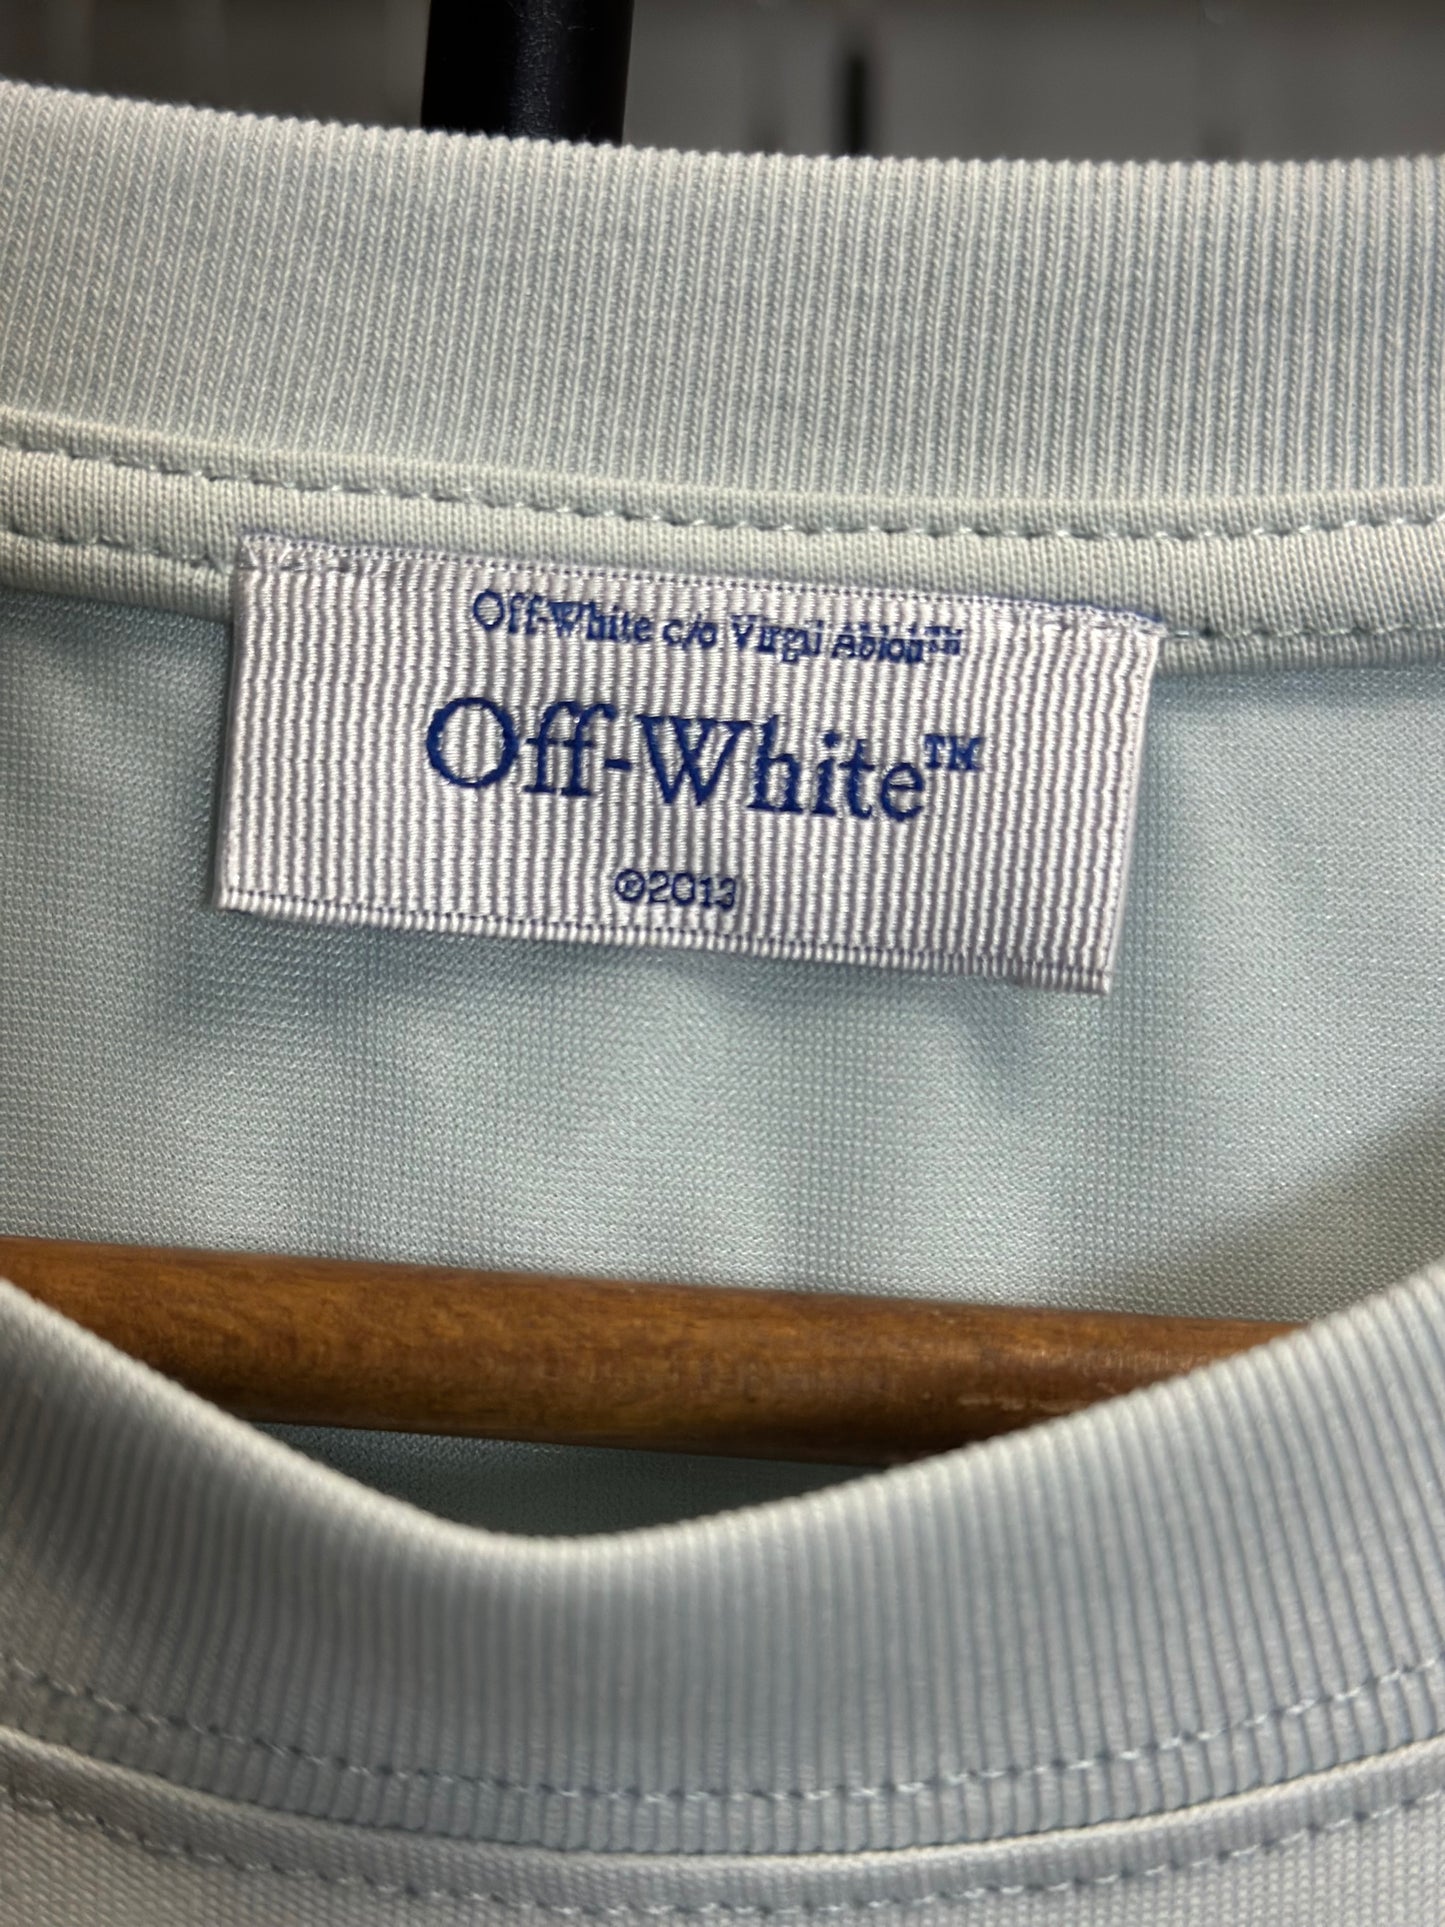 Off-White c/o Virgil Abloh™
Off-White™
©2013